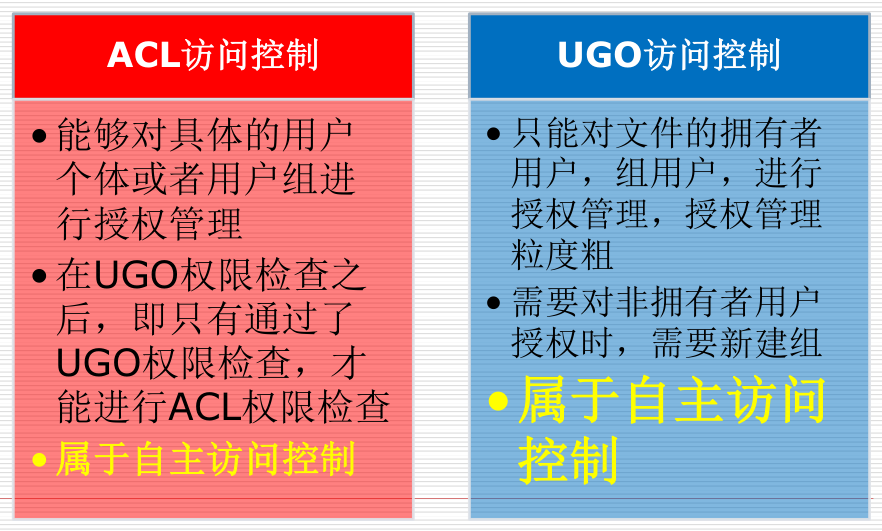 ACL访问控制
• 能够对具体的用户
个体或者用户组进
行授权管理
• 在UGO权限检查之
后，即只有通过了
UGO权限检查，才
能进行ACL权限检查
• 属于自主访问控制
UGO访问控制
• 只能对文件的拥有者
用户，组用户，进行
授权管理，授权管理
粒度粗
• 需要对非拥有者用户
授权时，需要新建组
• 属于自主访问
控制